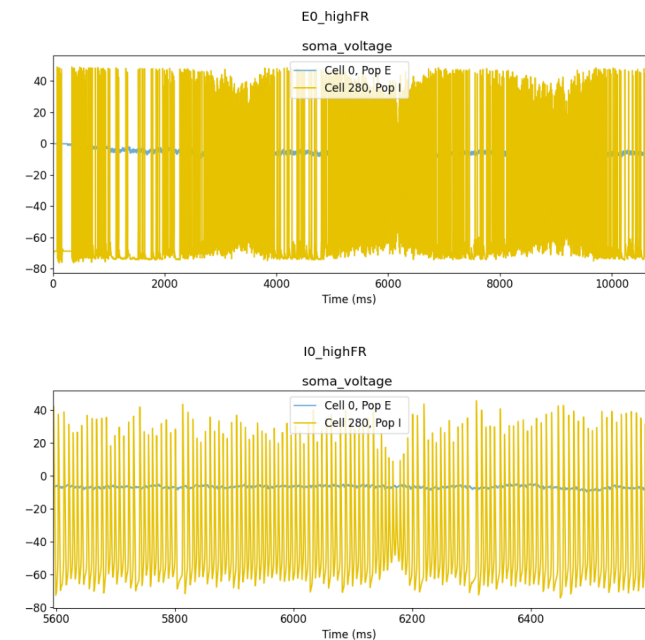 E0_highFR
soma_voltage
Cell 0, Pop E
Cell 280, Pop I
40
20
0
−20
−40
−60
−80
0 2000 4000 6000 8000 10000
Time (ms)
I0_highFR
soma_voltage
Cell 0, Pop E
Cell 280, Pop I
40
20
0
−20
−40
−60
−80
5600 5800 6000 6200 6400
Time (ms)